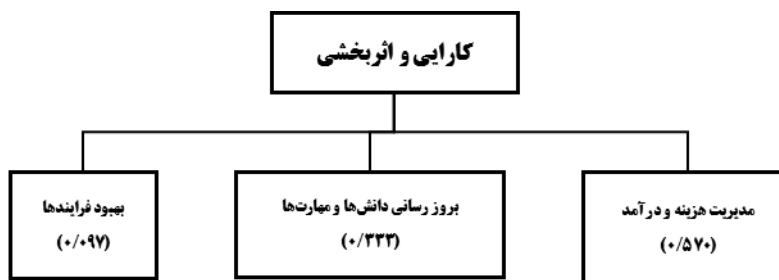 کارایی و اثربخشی
مدیریت هزینه و درآمد
(۰/۵۷۰)
بروز رسانی دانش‌ها و مهارت‌ها
(۰/۳۳۳)
بهبود فرایندها
(۰/۰۹۷)